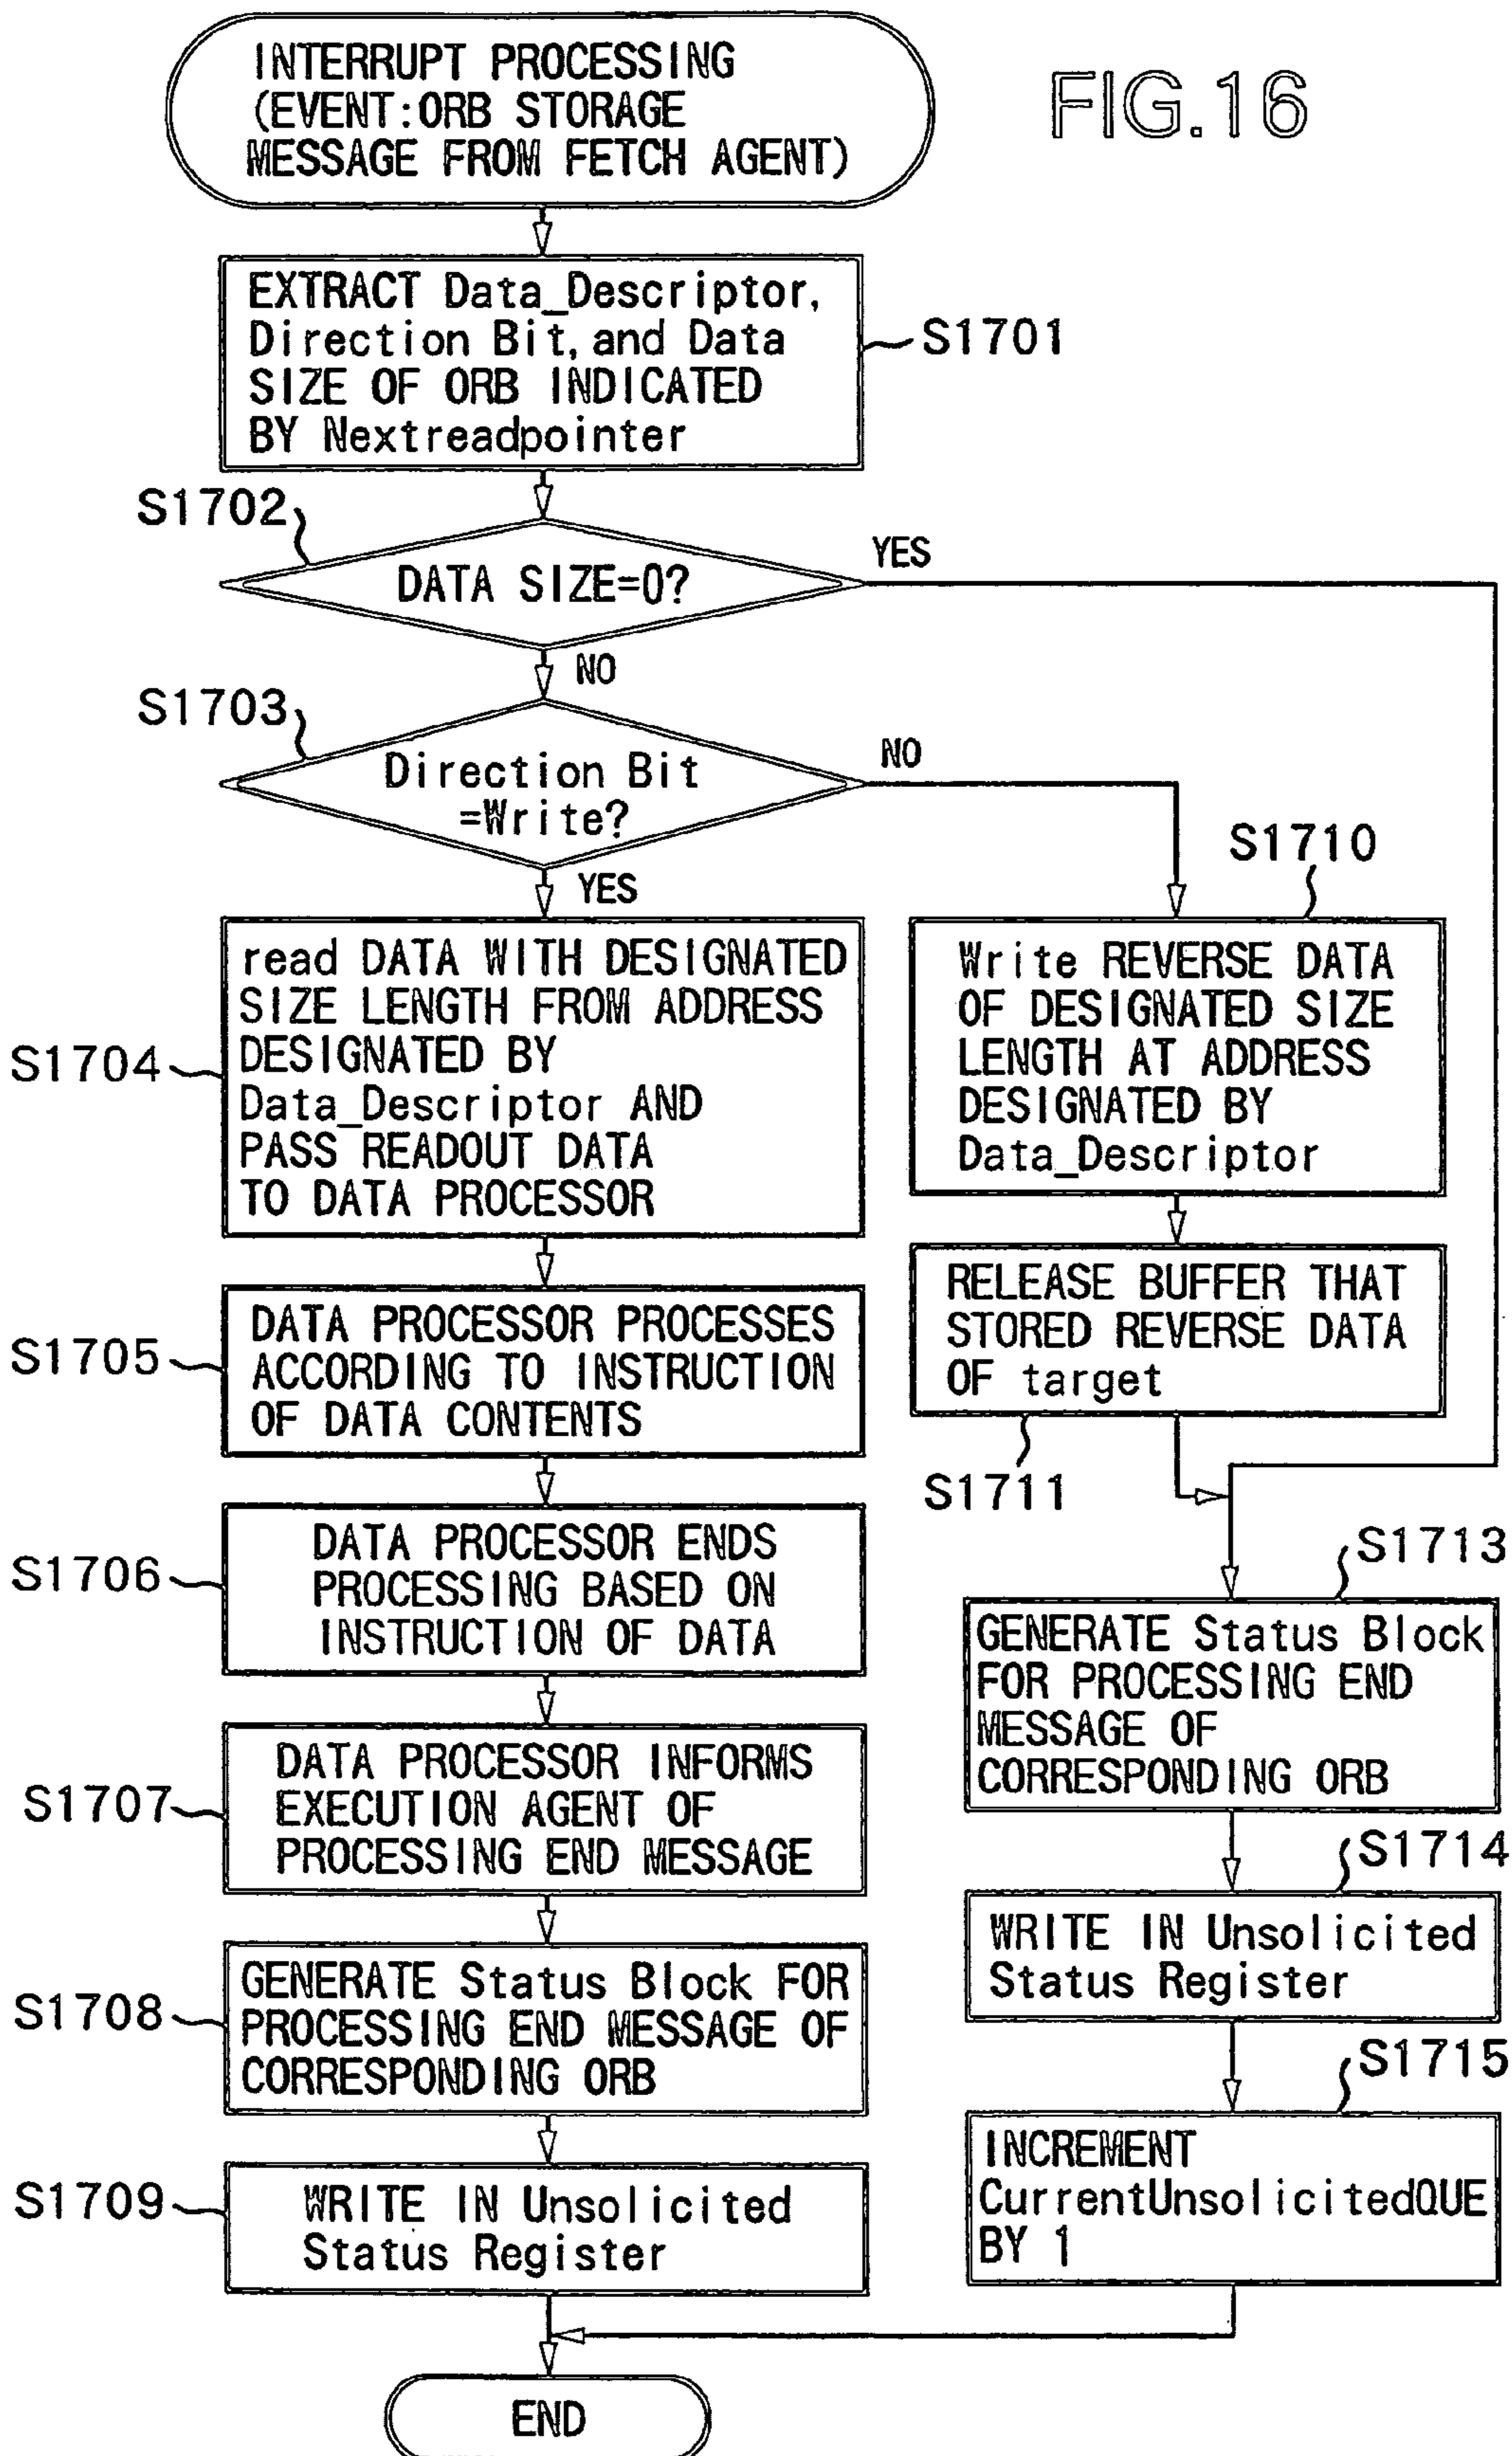 FIG.16
INTERRUPT PROCESSING
(EVENT:ORB STORAGE
MESSAGE FROM FETCH AGENT)
EXTRACT Data_Descriptor,
Direction Bit, and Data
SIZE OF ORB INDICATED
BY Nextreadpointer
S1701
S1702
DATA SIZE=0?
YES
NO
S1703
Direction Bit
=Write?
NO
YES
S1704
read DATA WITH DESIGNATED
SIZE LENGTH FROM ADDRESS
DESIGNATED BY
Data_Descriptor AND
PASS READOUT DATA
TO DATA PROCESSOR
S1705
DATA PROCESSOR PROCESSES
ACCORDING TO INSTRUCTION
OF DATA CONTENTS
S1706
DATA PROCESSOR ENDS
PROCESSING BASED ON
INSTRUCTION OF DATA
S1707
DATA PROCESSOR INFORMS
EXECUTION AGENT OF
PROCESSING END MESSAGE
S1708
GENERATE Status Block FOR
PROCESSING END MESSAGE OF
CORRESPONDING ORB
S1709
WRITE IN Unsolicited
Status Register
S1710
Write REVERSE DATA
OF DESIGNATED SIZE
LENGTH AT ADDRESS
DESIGNATED BY
Data_Descriptor
RELEASE BUFFER THAT
STORED REVERSE DATA
OF target
S1711
S1713
GENERATE Status Block
FOR PROCESSING END
MESSAGE OF
CORRESPONDING ORB
S1714
WRITE IN Unsolicited
Status Register
S1715
INCREMENT
CurrentUnsolicitedQUE
BY 1
END